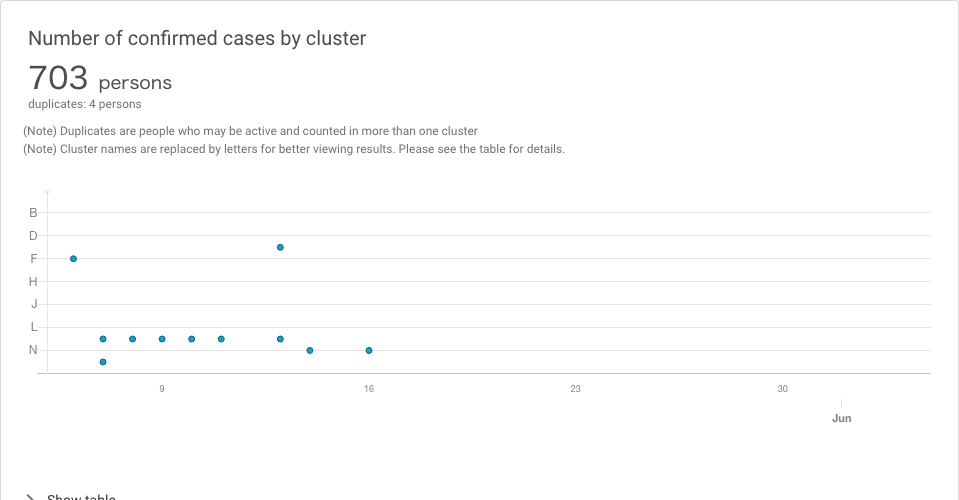 Number of confirmed cases by cluster
703 persons
duplicates: 4 persons
(Note) Duplicates are people who may be active and counted in more than one cluster
(Note) Cluster names are replaced by letters for better viewing results. Please see the table for details.
B
D
F
H
J
L
N
9 16 23 30
Jun
Show table